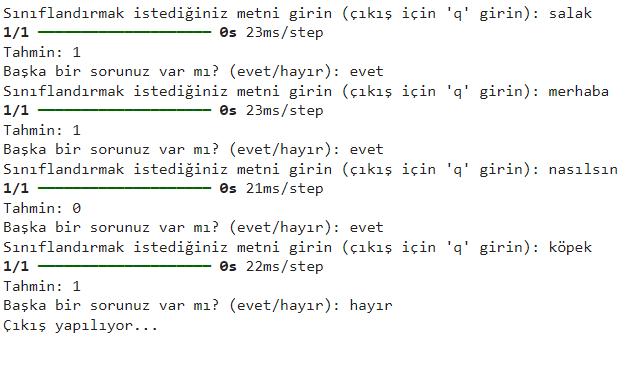 Sınıflandırmak istediğiniz metni girin (çıkış için 'q' girin): salak
1/1 ━━━━━━━━━━━━━━━━━━━━ 0s 23ms/step
Tahmin: 1
Başka bir sorunuz var mı? (evet/hayır): evet
Sınıflandırmak istediğiniz metni girin (çıkış için 'q' girin): merhaba
1/1 ━━━━━━━━━━━━━━━━━━━━ 0s 23ms/step
Tahmin: 1
Başka bir sorunuz var mı? (evet/hayır): evet
Sınıflandırmak istediğiniz metni girin (çıkış için 'q' girin): nasılsın
1/1 ━━━━━━━━━━━━━━━━━━━━ 0s 21ms/step
Tahmin: 0
Başka bir sorunuz var mı? (evet/hayır): evet
Sınıflandırmak istediğiniz metni girin (çıkış için 'q' girin): köpek
1/1 ━━━━━━━━━━━━━━━━━━━━ 0s 22ms/step
Tahmin: 1
Başka bir sorunuz var mı? (evet/hayır): hayır
Çıkış yapılıyor...